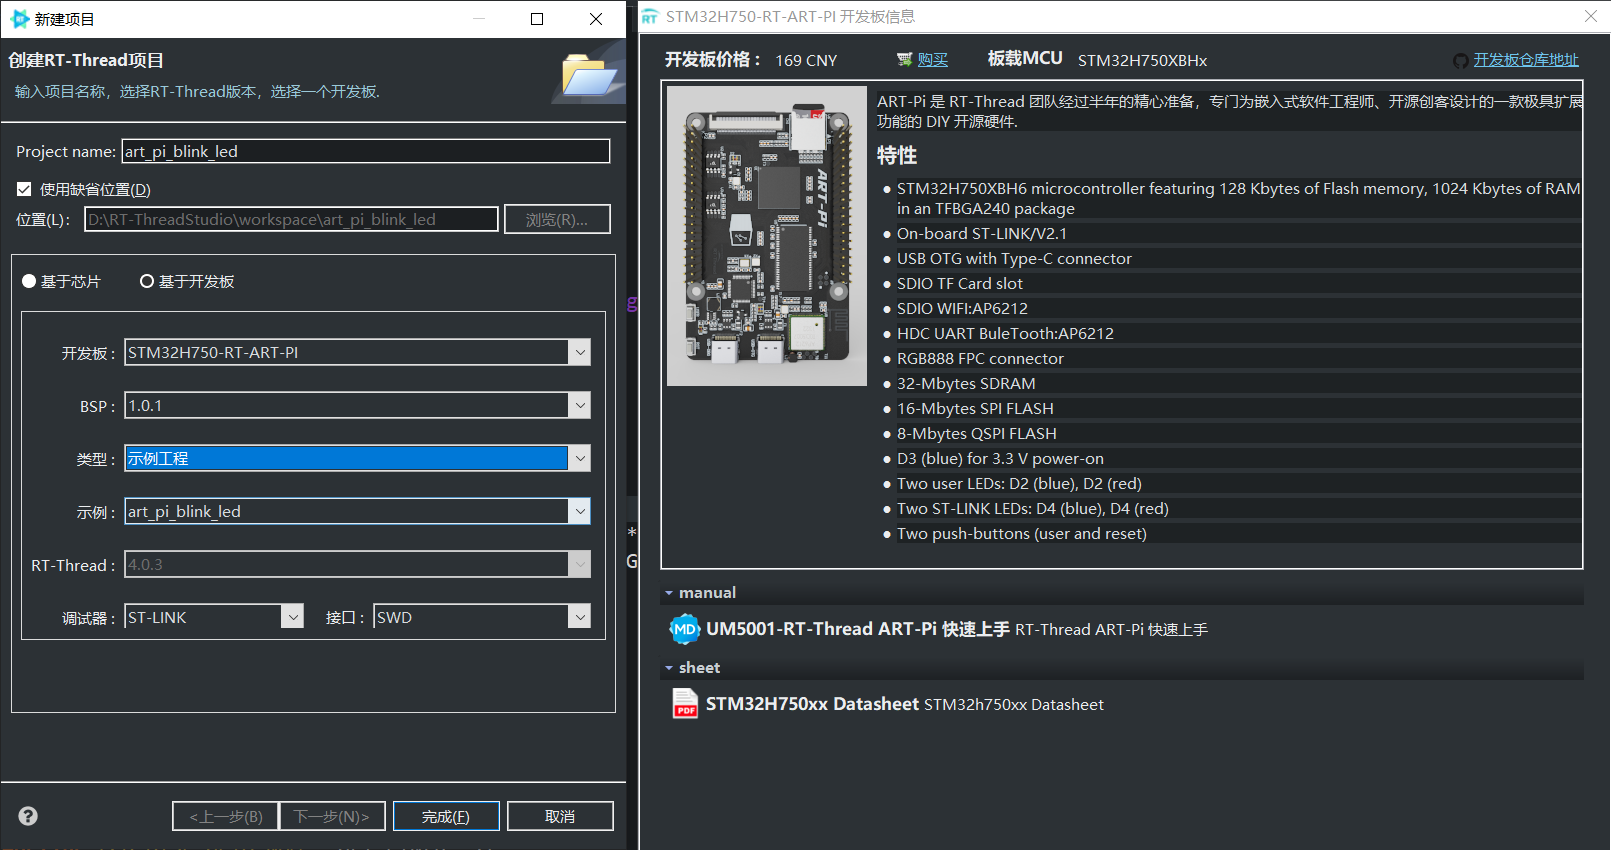 新建项目
创建RT-Thread项目
输入项目名称，选择RT-Thread版本，选择一个开发板.
Project name: art_pi_blink_led
使用缺省位置(D)
位置(L)： D:\RT-ThreadStudio\workspace\art_pi_blink_led 浏览(R)...
基于芯片 基于开发板
开发板： STM32H750-RT-ART-PI
BSP： 1.0.1
类型： 示例工程
示例： art_pi_blink_led
RT-Thread： 4.0.3
调试器： ST-LINK 接口： SWD
<上一步(B) 下一步(N)> 完成(F) 取消
STM32H750-RT-ART-PI 开发板信息
开发板价格： 169 CNY 购买 板载MCU STM32H750XBHx 开发板仓库地址
ART-Pi
ART-Pi 是 RT-Thread 团队经过半年的精心准备，专门为嵌入式软件工程师、开源创客设计的一款极具扩展
功能的 DIY 开源硬件.
特性
● STM32H750XBH6 microcontroller featuring 128 Kbytes of Flash memory, 1024 Kbytes of RAM
in an TFBGA240 package
● On-board ST-LINK/V2.1
● USB OTG with Type-C connector
● SDIO TF Card slot
● SDIO WIFI:AP6212
● HDC UART BuleTooth:AP6212
● RGB888 FPC connector
● 32-Mbytes SDRAM
● 16-Mbytes SPI FLASH
● 8-Mbytes QSPI FLASH
● D3 (blue) for 3.3 V power-on
● Two user LEDs: D2 (blue), D2 (red)
● Two ST-LINK LEDs: D4 (blue), D4 (red)
● Two push-buttons (user and reset)
manual
MD UM5001-RT-Thread ART-Pi 快速上手 RT-Thread ART-Pi 快速上手
sheet
PDF STM32H750xx Datasheet STM32h750xx Datasheet